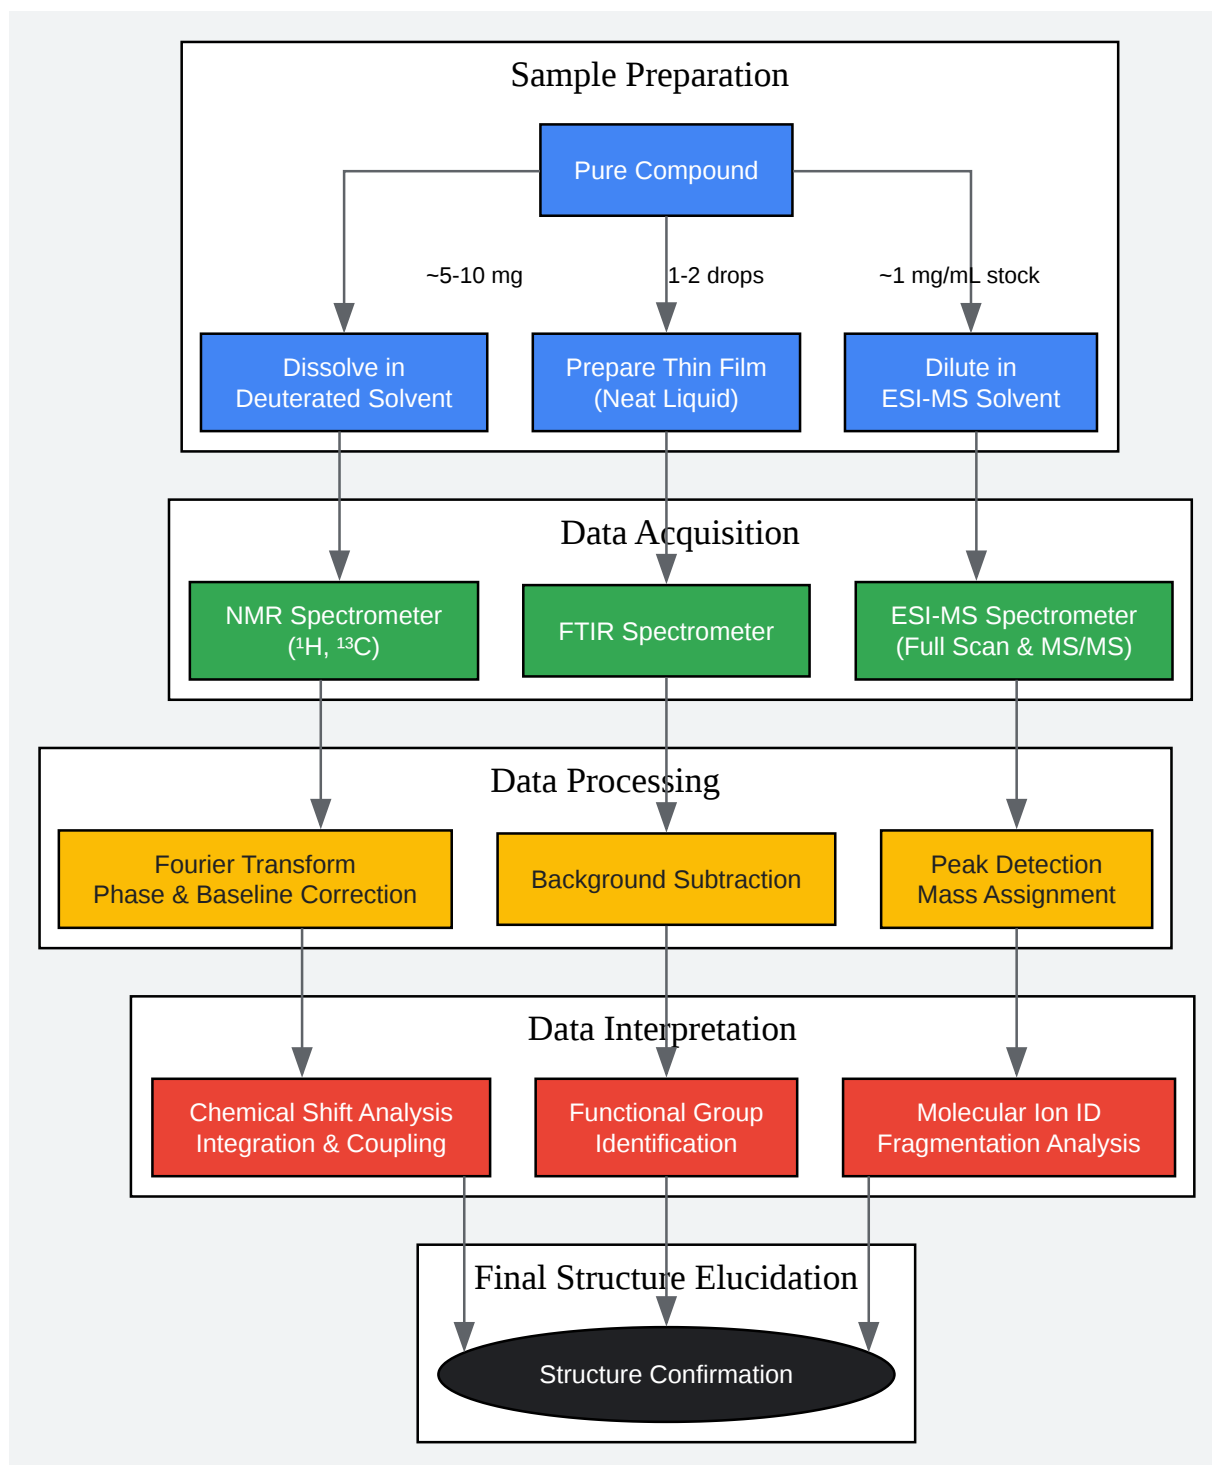 Sample Preparation
Pure Compound
~5-10 mg
1-2 drops
~1 mg/mL stock
Dissolve in
Deuterated Solvent
Prepare Thin Film
(Neat Liquid)
Dilute in
ESI-MS Solvent
Data Acquisition
NMR Spectrometer
(¹H, ¹³C)
FTIR Spectrometer
ESI-MS Spectrometer
(Full Scan & MS/MS)
Data Processing
Fourier Transform
Phase & Baseline Correction
Background Subtraction
Peak Detection
Mass Assignment
Data Interpretation
Chemical Shift Analysis
Integration & Coupling
Functional Group
Identification
Molecular Ion ID
Fragmentation Analysis
Final Structure Elucidation
Structure Confirmation